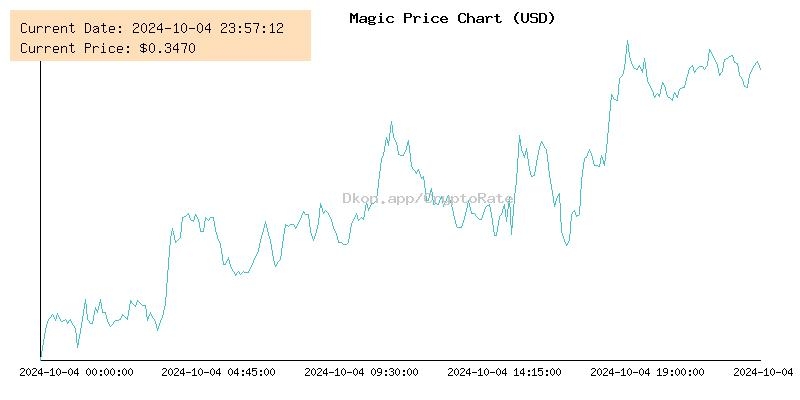 Magic Price Chart (USD)
Current Date: 2024-10-04 23:57:12
Current Price: $0.3470
Dkop.app/CryptoRate
2024-10-04 00:00:00
2024-10-04 04:45:00
2024-10-04 09:30:00
2024-10-04 14:15:00
2024-10-04 19:00:00
2024-10-04